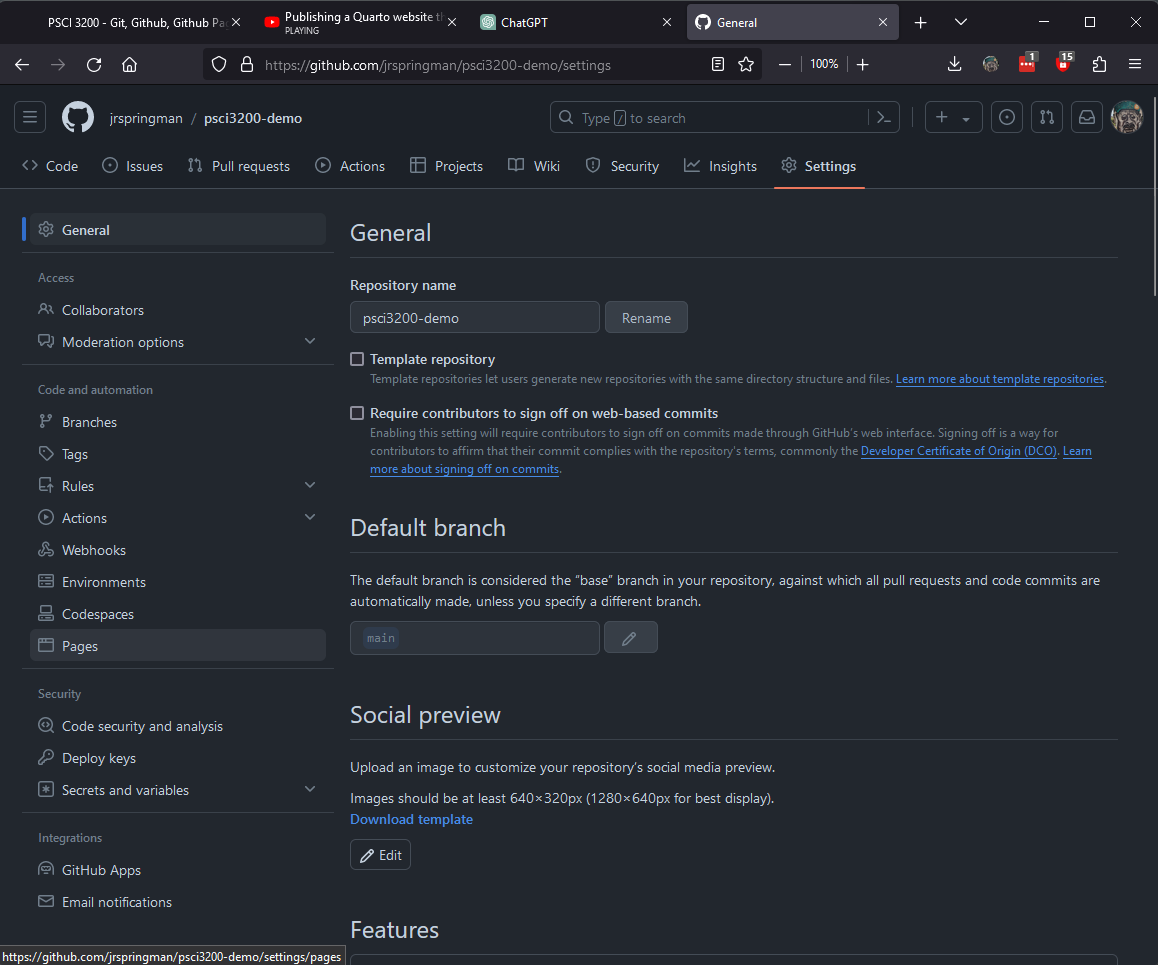 PSCI 3200 - Git, Github, Github Pa
Publishing a Quarto website th
PLAYING
ChatGPT
General
https://github.com/jrspringman/psci3200-demo/settings
100%
1
15
jrspringman / psci3200-demo
Type / to search
Code
Issues
Pull requests
Actions
Projects
Wiki
Security
Insights
Settings
General
Access
Collaborators
Moderation options
Code and automation
Branches
Tags
Rules
Actions
Webhooks
Environments
Codespaces
Pages
Security
Code security and analysis
Deploy keys
Secrets and variables
Integrations
GitHub Apps
Email notifications
General
Repository name
psci3200-demo
Rename
Template repository
Template repositories let users generate new repositories with the same directory structure and files. Learn more about template repositories.
Require contributors to sign off on web-based commits
Enabling this setting will require contributors to sign off on commits made through GitHub's web interface. Signing off is a way for
contributors to affirm that their commit complies with the repository's terms, commonly the Developer Certificate of Origin (DCO). Learn
more about signing off on commits.
Default branch
The default branch is considered the “base” branch in your repository, against which all pull requests and code commits are
automatically made, unless you specify a different branch.
main
Social preview
Upload an image to customize your repository's social media preview.
Images should be at least 640×320px (1280×640px for best display).
Download template
Edit
Features
https://github.com/jrspringman/psci3200-demo/settings/pages